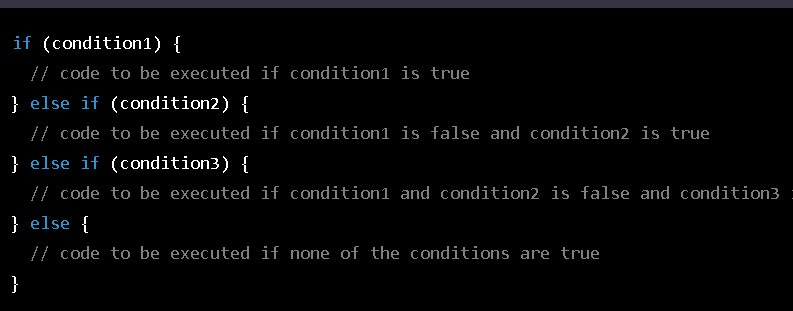 if (condition1) {
  // code to be executed if condition1 is true
} else if (condition2) {
  // code to be executed if condition1 is false and condition2 is true
} else if (condition3) {
  // code to be executed if condition1 and condition2 is false and condition3
} else {
  // code to be executed if none of the conditions are true
}